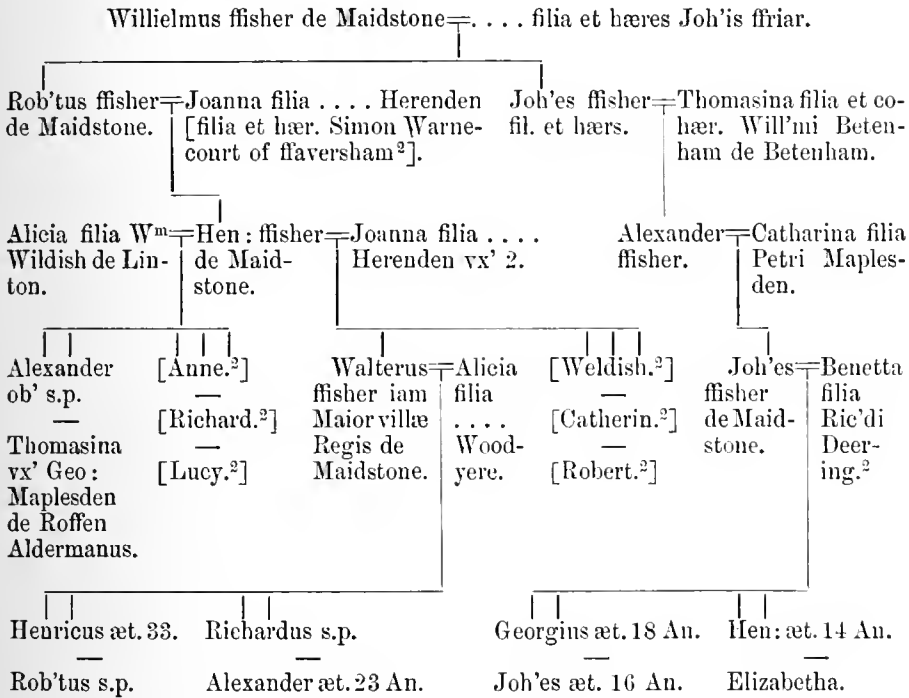 Willielmus ffisher de Maidstone=. . . . filia et hæres Joh'is ffriar.
Rob'tus ffisher=Joanna filia . . . . Herenden
de Maidstone. [filia et hær. Simon Warne-
court of ffaversham²].
Joh'es ffisher=Thomasina filia et co-
fil. et hærs. hær. Will'mi Beten-
ham de Betenham.
Alicia filia Wᵐ=Hen: ffisher=Joanna filia . . . .
Wildish de Lin- de Maid- Herenden vx' 2.
ton. stone.
Alexander=Catharina filia
ffisher. Petri Maples-
den.
Alexander
ob' s.p.
—
Thomasina
vx' Geo:
Maplesden
de Roffen
Aldermanus.
[Anne.²]
—
[Richard.²]
—
[Lucy.²]
Walterus=Alicia
ffisher iam filia
Maior villæ . . . .
Regis de Wood-
Maidstone. yere.
[Weldish.²]
—
[Catherin.²]
—
[Robert.²]
Joh'es=Benetta
ffisher filia
de Maid- Ric'di
stone. Deer-
ing.²
Henricus æt. 33.
—
Rob'tus s.p.
Richardus s.p.
—
Alexander æt. 23 An.
Georgius æt. 18 An.
—
Joh'es æt. 16 An.
Hen: æt. 14 An.
—
Elizabetha.